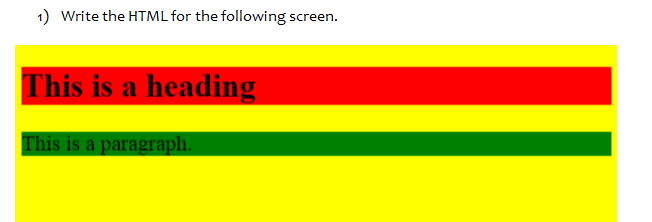 1) Write the HTML for the following screen.
This is a heading
This is a paragraph.